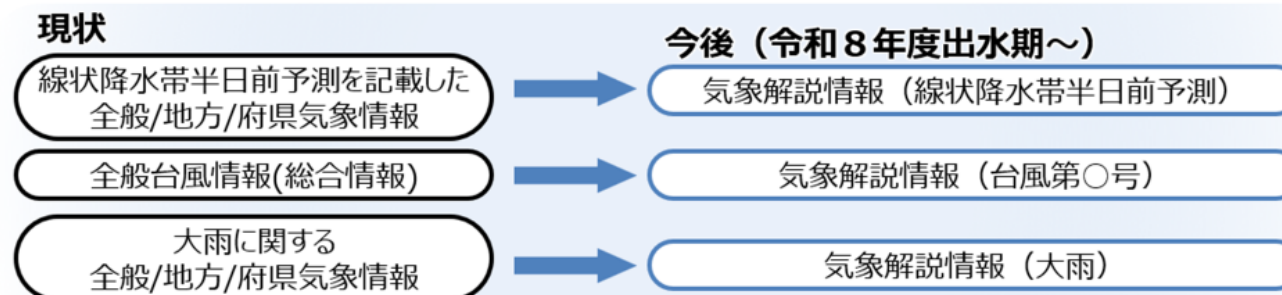 現状
今後（令和８年度出水期～）
線状降水帯半日前予測を記載した
全般/地方/府県気象情報
気象解説情報（線状降水帯半日前予測）
全般台風情報(総合情報)
気象解説情報（台風第○号）
大雨に関する
全般/地方/府県気象情報
気象解説情報（大雨）